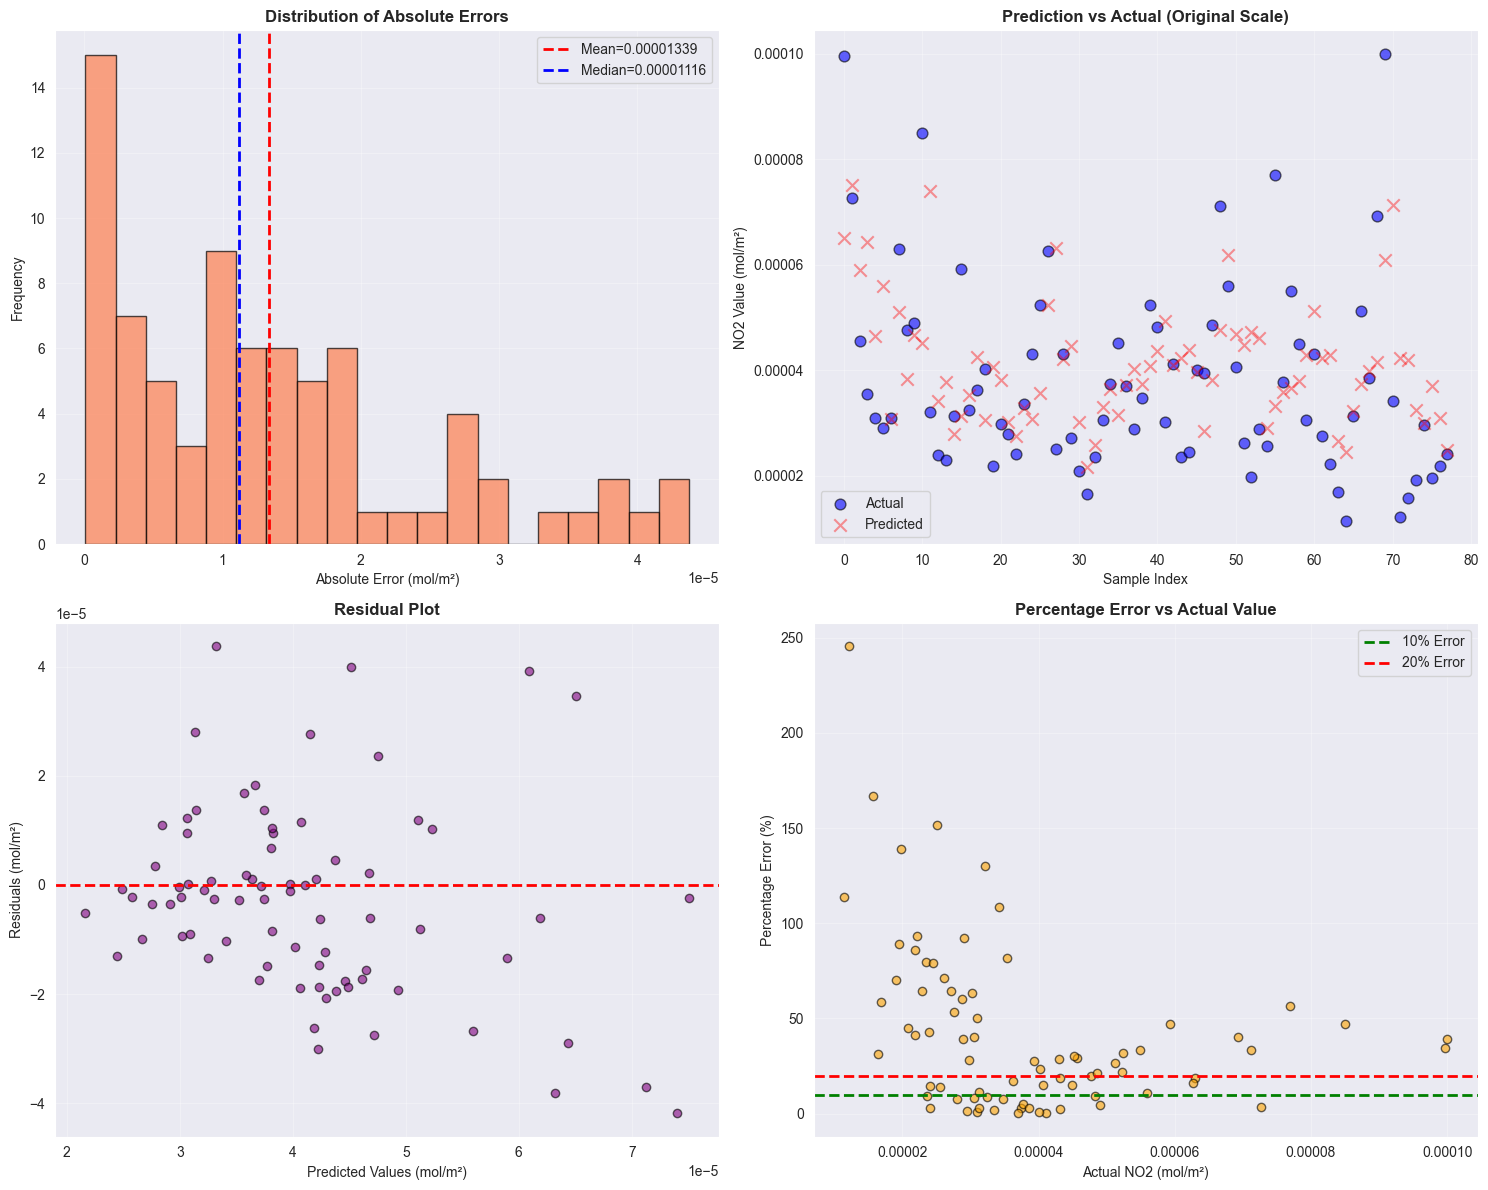 Distribution of Absolute Errors
Mean=0.00001339
Median=0.00001116
Frequency
14
12
10
8
6
4
2
0
0 1 2 3 4
1e−5
Absolute Error (mol/m²)
Prediction vs Actual (Original Scale)
NO2 Value (mol/m²)
0.00010
0.00008
0.00006
0.00004
0.00002
Actual
Predicted
0 10 20 30 40 50 60 70 80
Sample Index
Residual Plot
1e−5
Residuals (mol/m²)
4
2
0
−2
−4
2 3 4 5 6 7
1e−5
Predicted Values (mol/m²)
Percentage Error vs Actual Value
10% Error
20% Error
Percentage Error (%)
250
200
150
100
50
0
0.00002 0.00004 0.00006 0.00008 0.00010
Actual NO2 (mol/m²)